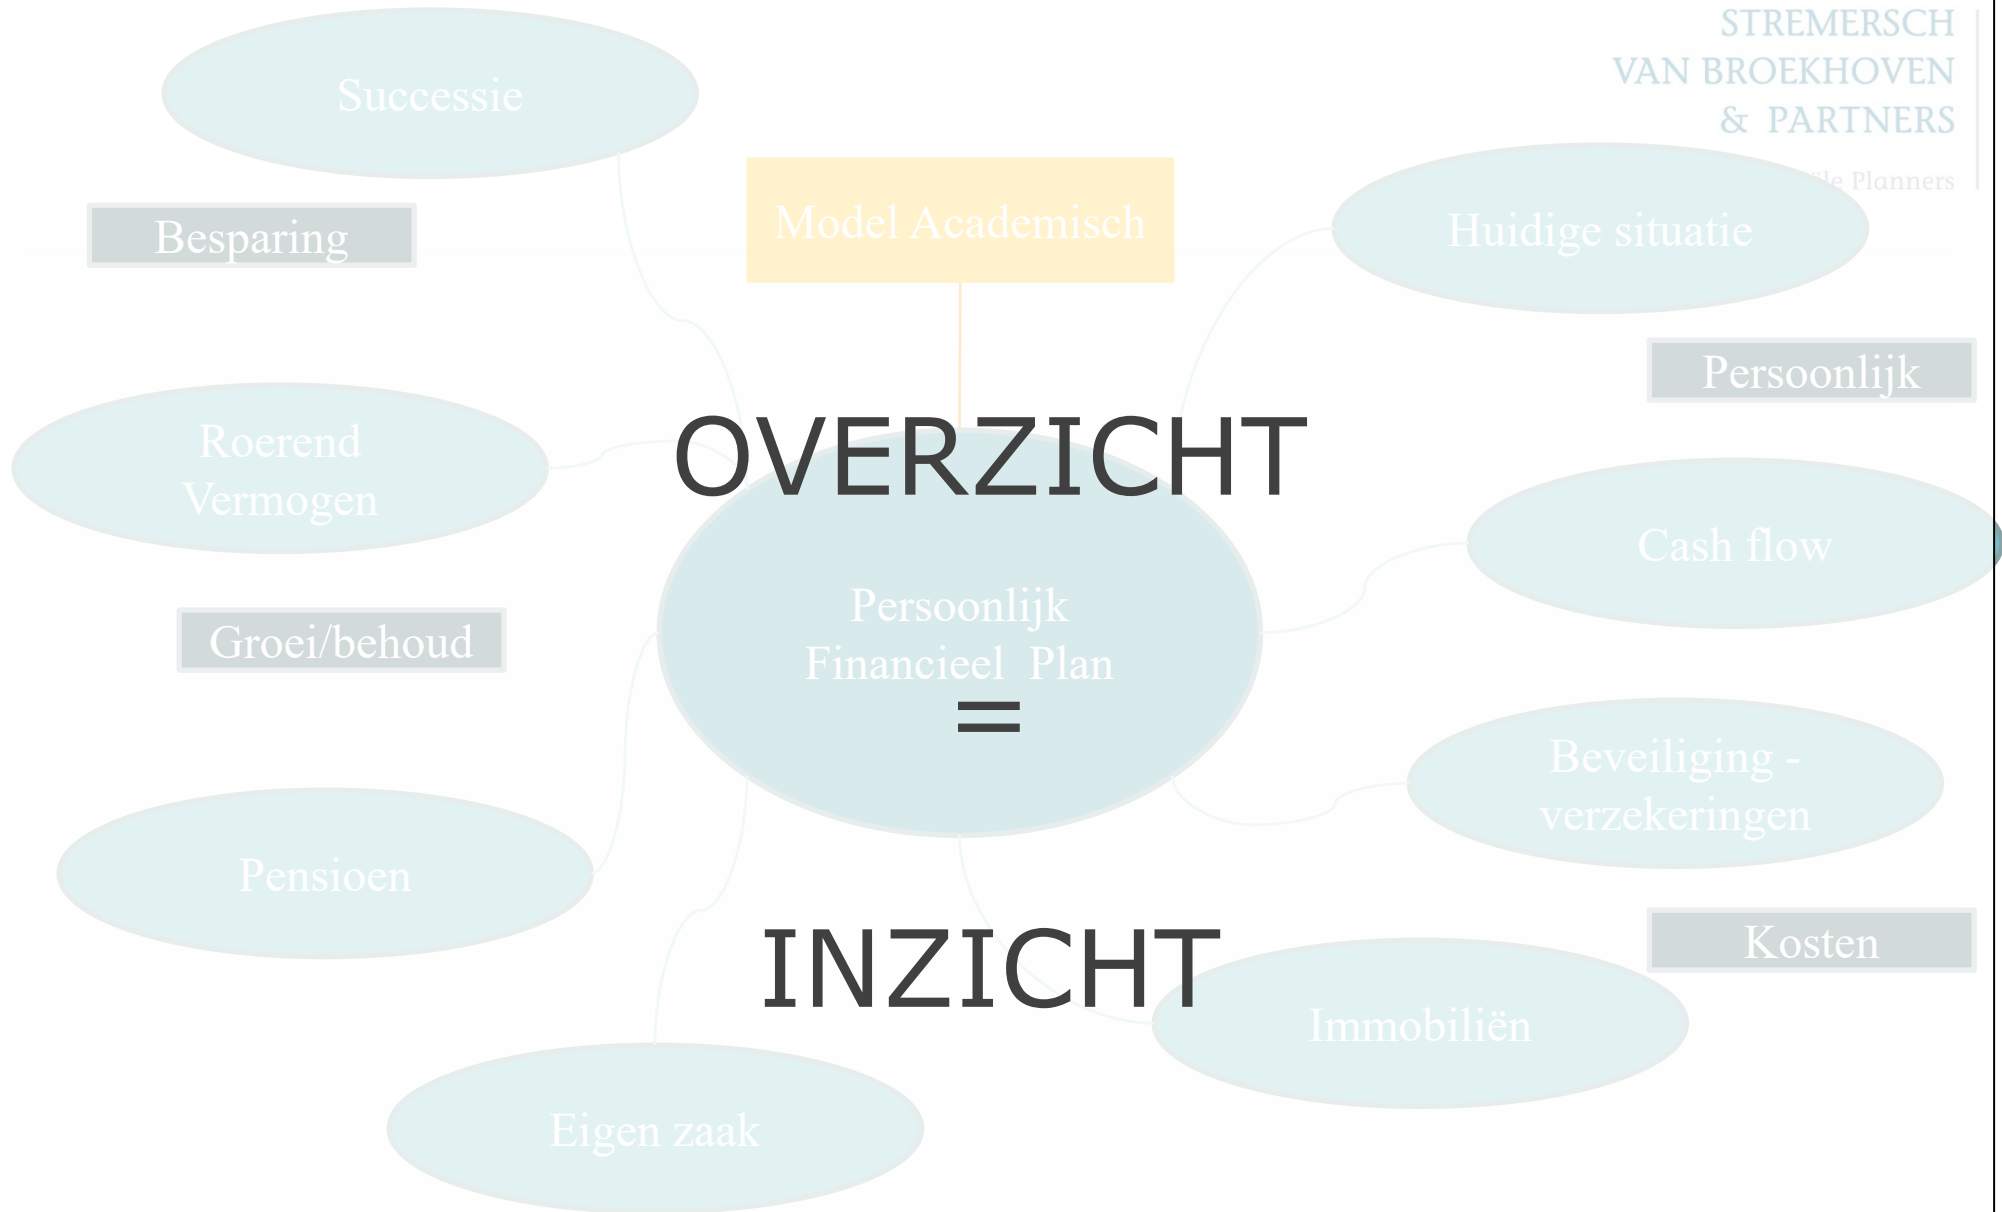 STREMERSCH
VAN BROEKHOVEN
& PARTNERS
Planners
Successie
Model Academisch
Huidige situatie
Besparing
Persoonlijk
OVERZICHT
Roerend
Vermogen
Cash flow
Persoonlijk
Financieel Plan
Groei/behoud
=
Beveiliging -
verzekeringen
Pensioen
Kosten
INZICHT
Immobiliën
Eigen zaak